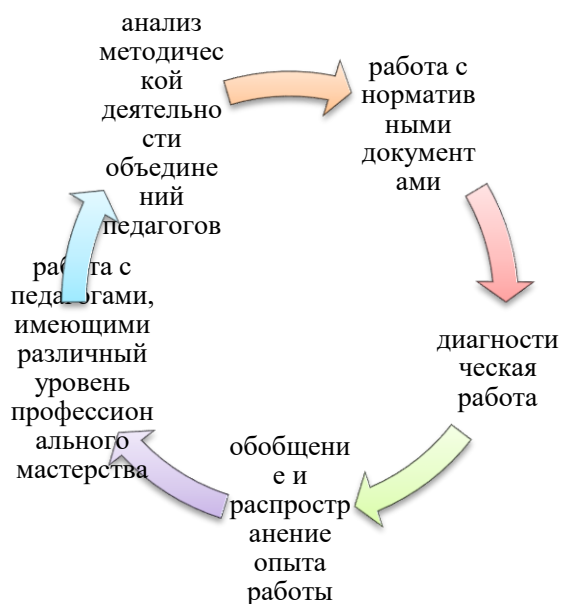 анализ
методичес
кой
деятельно
сти
объедине
ний
педагогов
работа с
норматив
ными
документ
ами
диагности
ческая
работа
обобщени
е и
распростр
анение
опыта
работы
работа с
педагогами,
имеющими
различный
уровень
профессион
ального
мастерства